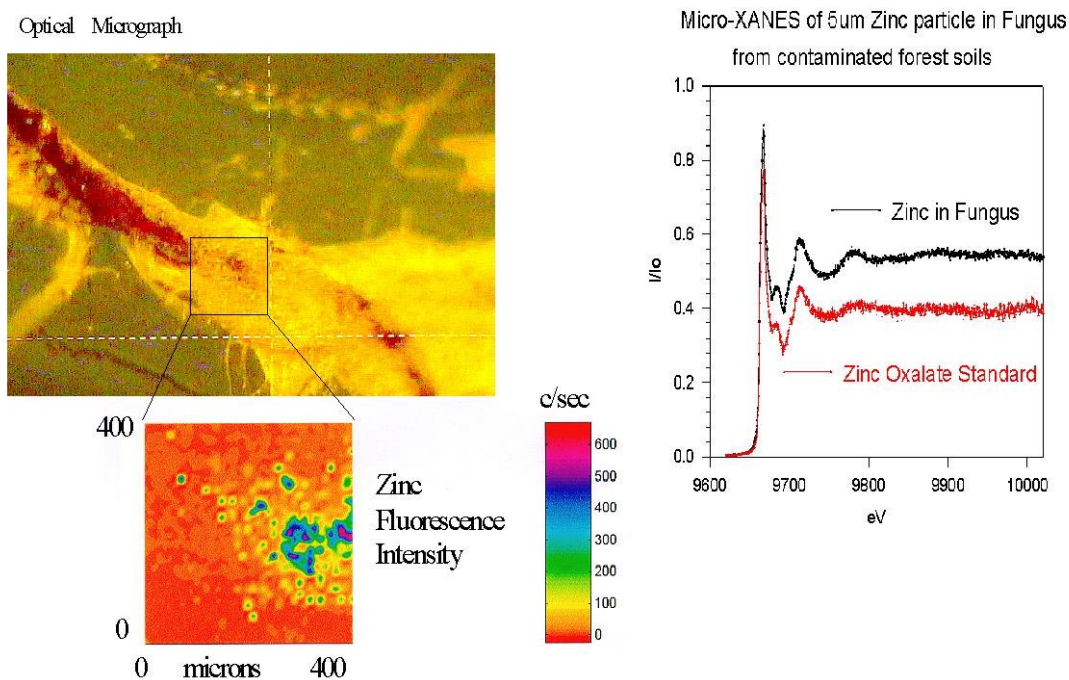 Optical Micrograph
Micro-XANES of 5um Zinc particle in Fungus
from contaminated forest soils
1.0
0.8
0.6
0.4
0.2
0.0
I/Io
Zinc in Fungus
Zinc Oxalate Standard
9600 9700 9800 9900 10000
eV
400
0
0 microns 400
Zinc
Fluorescence
Intensity
c/sec
600
500
400
300
200
100
0